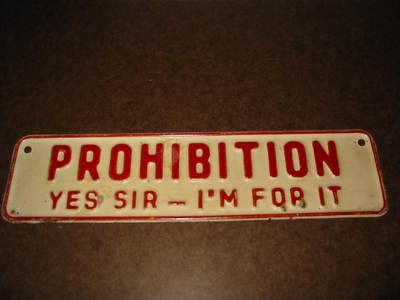 PROHIBITION
YES SIR — I'M FOR IT